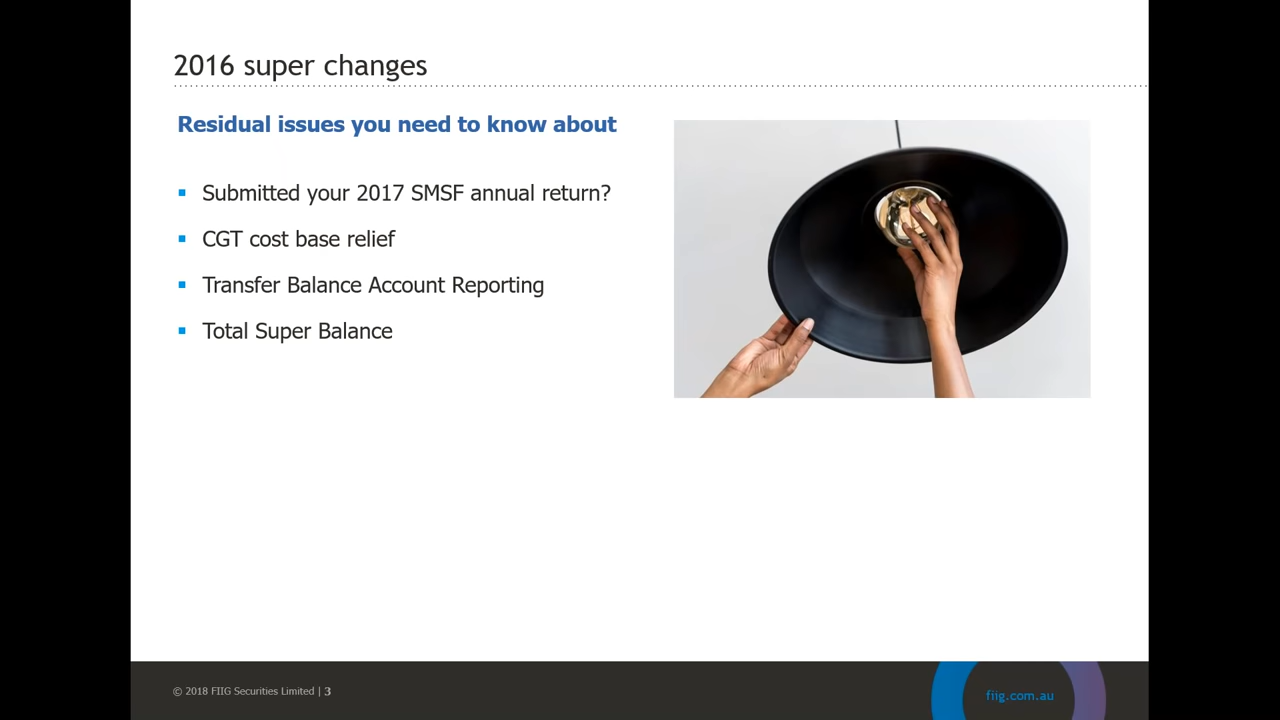 2016 super changes
Residual issues you need to know about
Submitted your 2017 SMSF annual return?
CGT cost base relief
Transfer Balance Account Reporting
Total Super Balance
© 2018 FIIG Securities Limited | 3
fiig.com.au